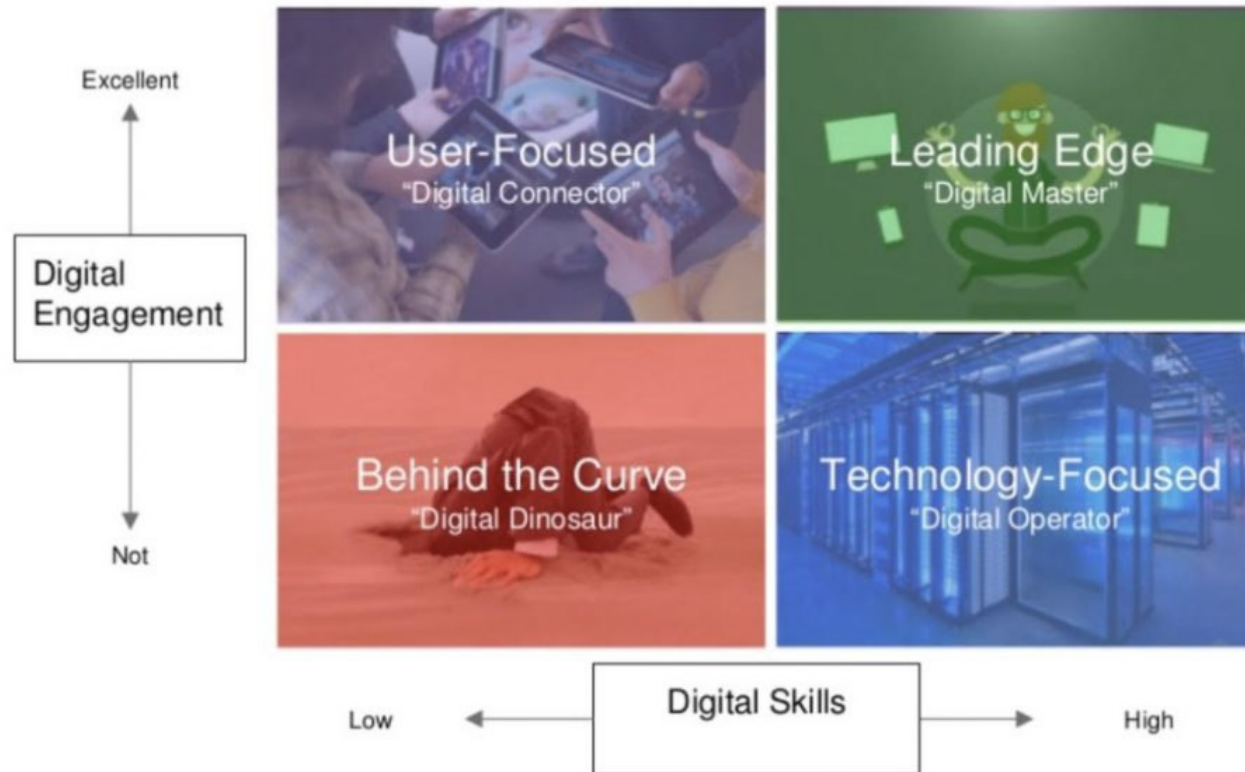 Excellent
User-Focused
"Digital Connector"
Leading Edge
"Digital Master"
Digital
Engagement
Behind the Curve
"Digital Dinosaur"
Technology-Focused
"Digital Operator"
Not
Digital Skills
Low
High